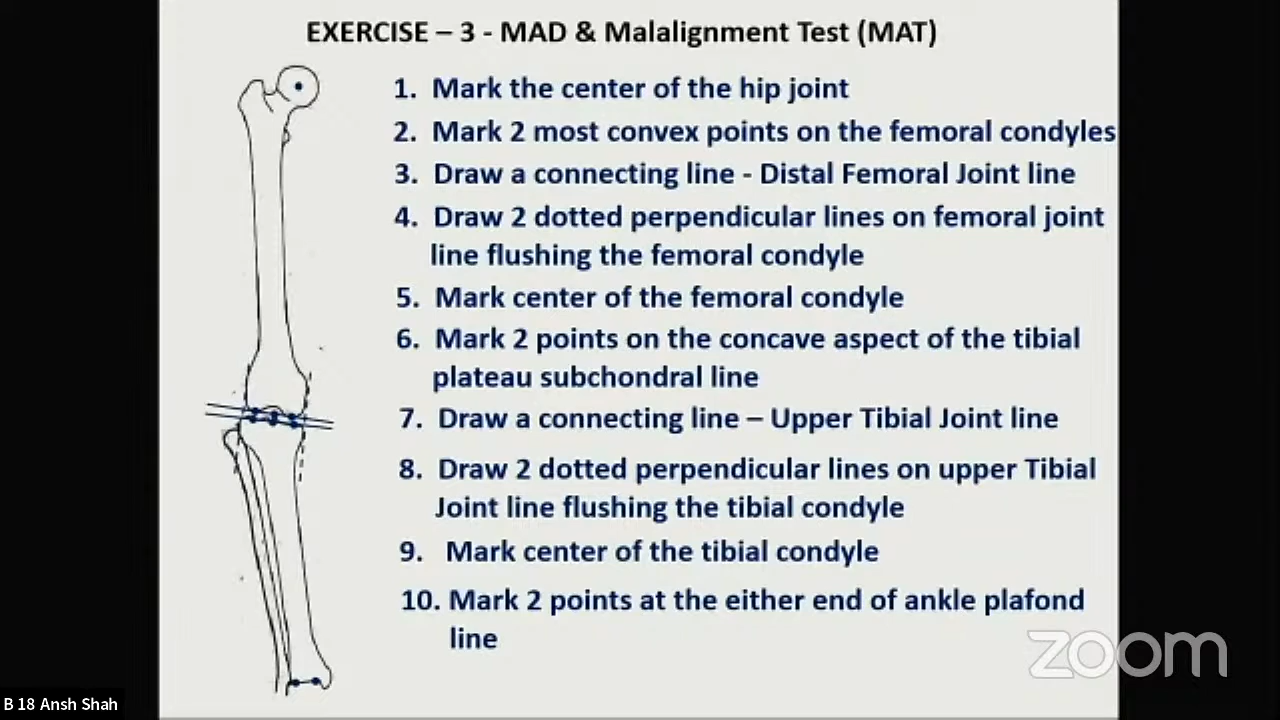 EXERCISE – 3 - MAD & Malalignment Test (MAT)
1. Mark the center of the hip joint
2. Mark 2 most convex points on the femoral condyles
3. Draw a connecting line - Distal Femoral Joint line
4. Draw 2 dotted perpendicular lines on femoral joint
line flushing the femoral condyle
5. Mark center of the femoral condyle
6. Mark 2 points on the concave aspect of the tibial
plateau subchondral line
7. Draw a connecting line – Upper Tibial Joint line
8. Draw 2 dotted perpendicular lines on upper Tibial
Joint line flushing the tibial condyle
9. Mark center of the tibial condyle
10. Mark 2 points at the either end of ankle plafond
line
zoom
B 18 Ansh Shah